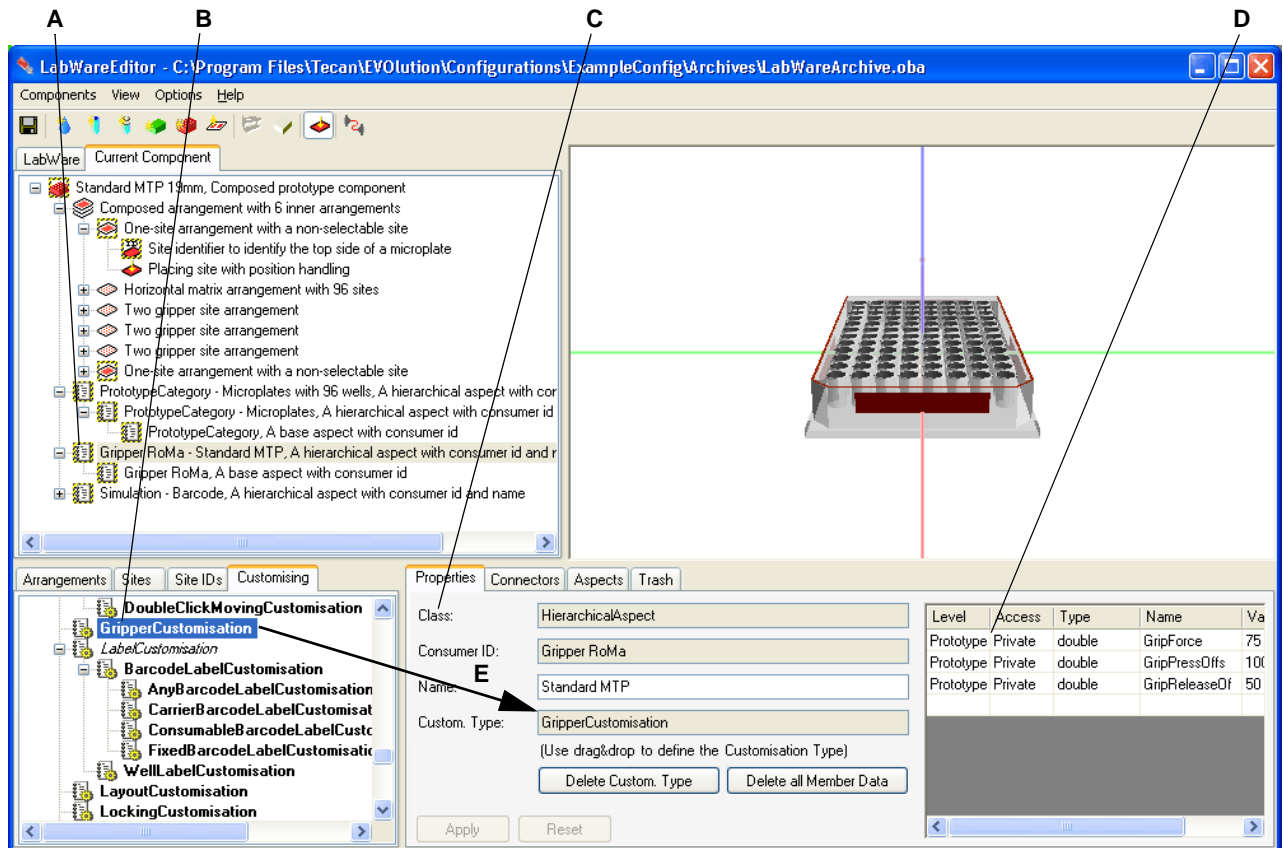 A B C D
LabWareEditor - C:\Program Files\Tecan\EVOlution\Configurations\ExampleConfig\Archives\LabWareArchive.oba
Components View Options Help
LabWare Current Component
Standard MTP 19mm, Composed prototype component
Composed arrangement with 6 inner arrangements
One-site arrangement with a non-selectable site
Site identifier to identify the top side of a microplate
Placing site with position handling
Horizontal matrix arrangement with 96 sites
Two gripper site arrangement
Two gripper site arrangement
Two gripper site arrangement
One-site arrangement with a non-selectable site
PrototypeCategory - Microplates with 96 wells, A hierarchical aspect with cor
PrototypeCategory - Microplates, A hierarchical aspect with consumer id
PrototypeCategory, A base aspect with consumer id
Gripper RoMa - Standard MTP, A hierarchical aspect with consumer id and r
Gripper RoMa, A base aspect with consumer id
Simulation - Barcode, A hierarchical aspect with consumer id and name
Arrangements Sites Site IDs Customising
DoubleClickMovingCustomisation
GripperCustomisation
LabelCustomisation
BarcodeLabelCustomisation
AnyBarcodeLabelCustomisation
CarrierBarcodeLabelCustomisat
ConsumableBarcodeLabelCusto
FixedBarcodeLabelCustomisatic
WellLabelCustomisation
LayoutCustomisation
LockingCustomisation
Properties Connectors Aspects Trash
Class: HierarchicalAspect
Consumer ID: Gripper RoMa
E
Name: Standard MTP
Custom. Type: GripperCustomisation
(Use drag&drop to define the Customisation Type)
Delete Custom. Type Delete all Member Data
Apply Reset
Level Access Type Name Va
Prototype Private double GripForce 75
Prototype Private double GripPressOffs 100
Prototype Private double GripReleaseOf 50